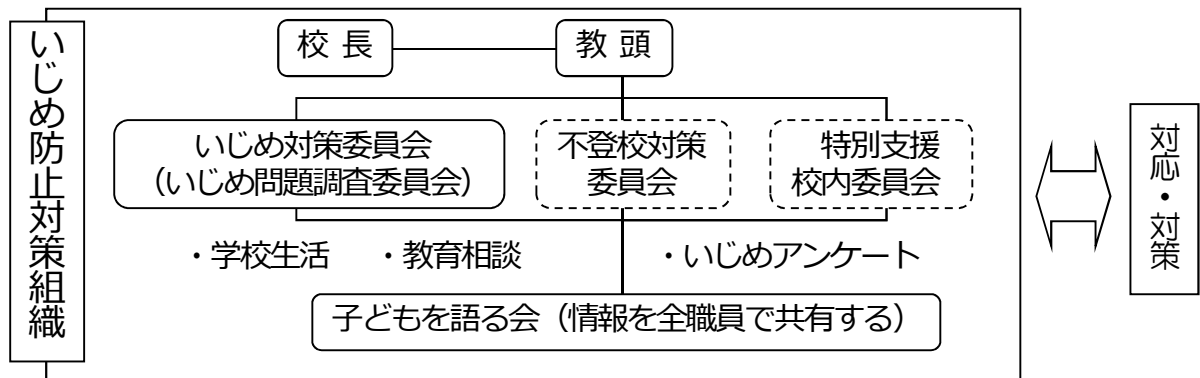 いじめ防止対策組織
校長
教頭
いじめ対策委員会
(いじめ問題調査委員会)
不登校対策
委員会
特別支援
校内委員会
・学校生活
・教育相談
・いじめアンケート
子どもを語る会(情報を全職員で共有する)
対応・対策